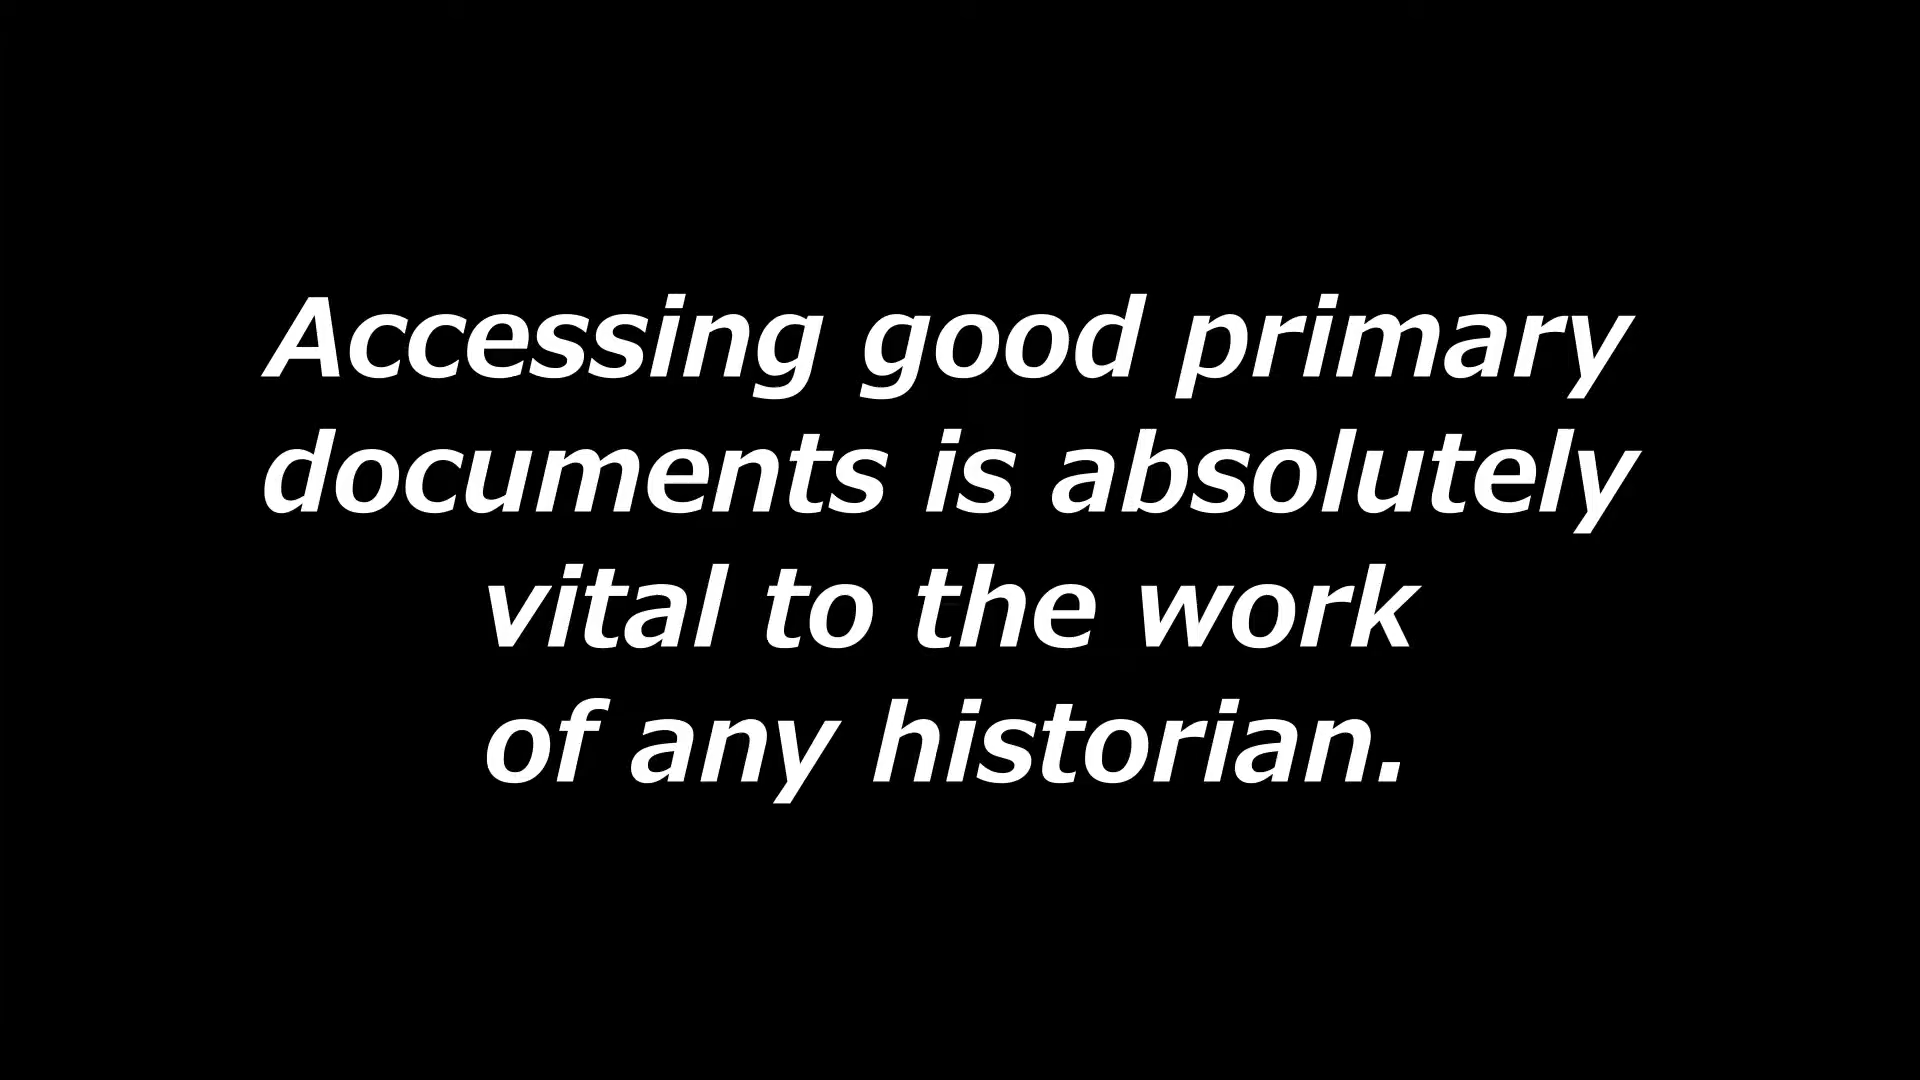 Accessing good primary
documents is absolutely
vital to the work
of any historian.